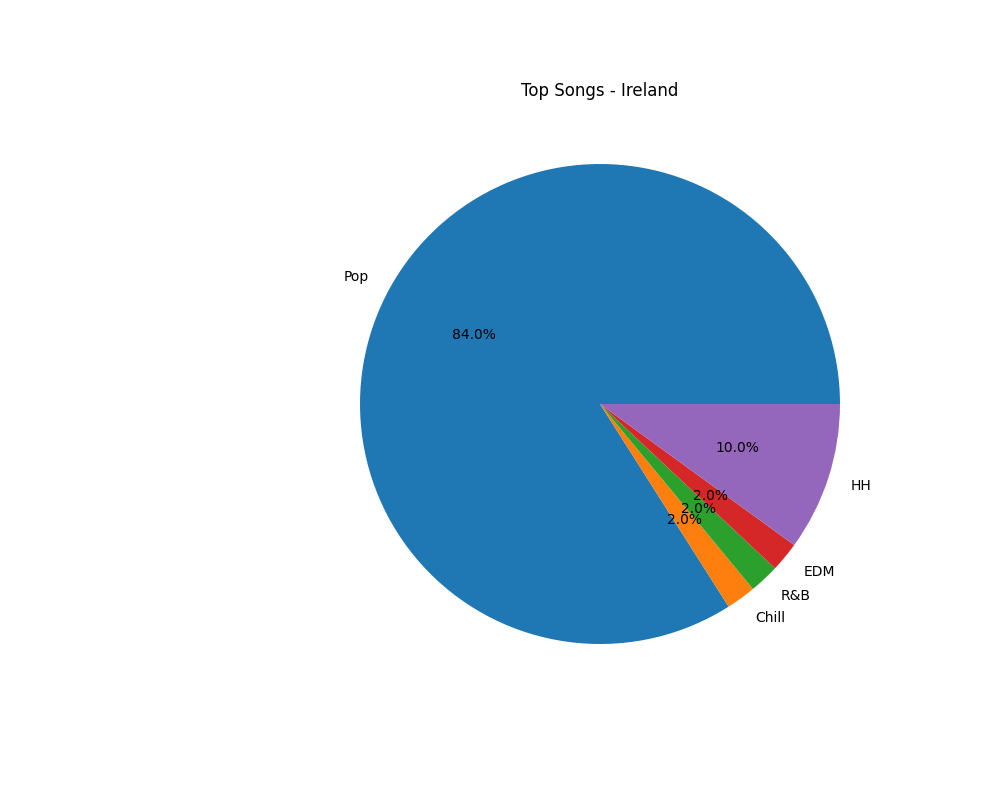 Top Songs - Ireland
Pop
84.0%
10.0%
HH
2.0%
2.0%
2.0%
EDM
R&B
Chill